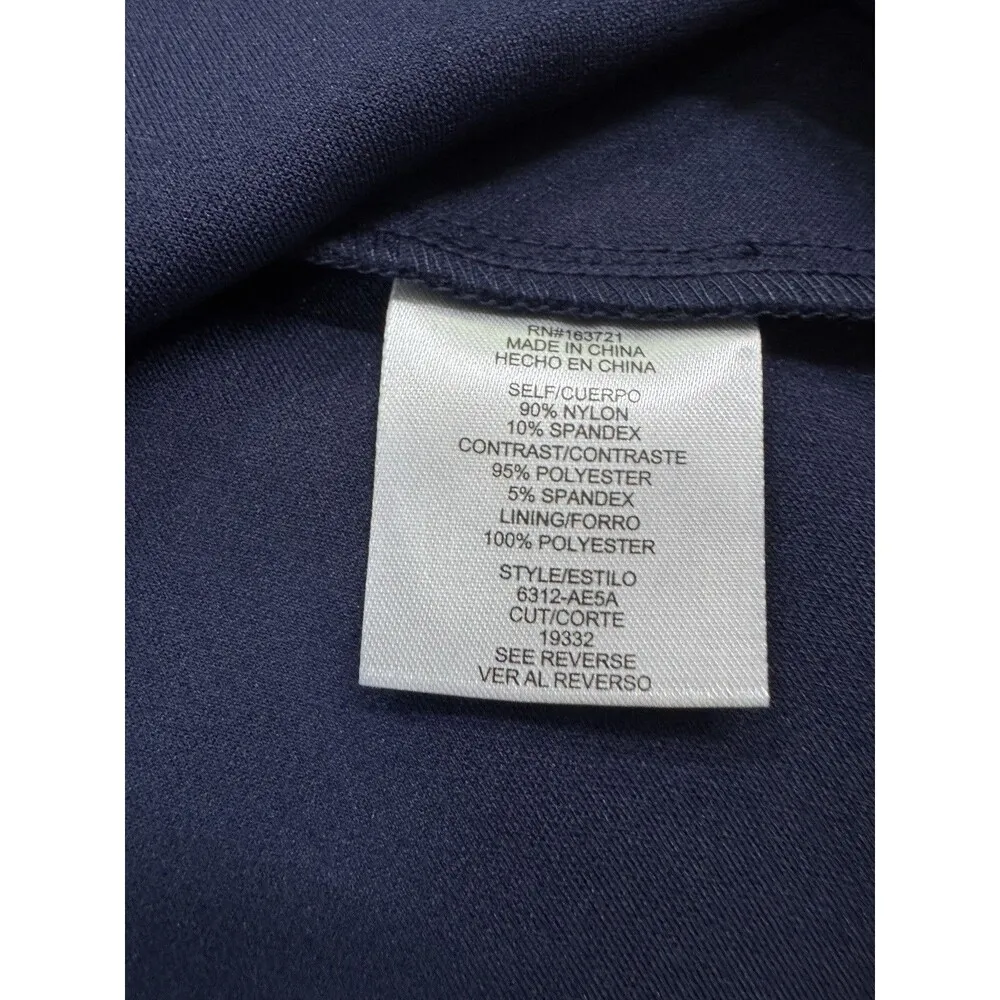 RN#163721
MADE IN CHINA
HECHO EN CHINA
SELF/CUERPO
90% NYLON
10% SPANDEX
CONTRAST/CONTRASTE
95% POLYESTER
5% SPANDEX
LINING/FORRO
100% POLYESTER
STYLE/ESTILO
6312-AE5A
CUT/CORTE
19332
SEE REVERSE
VER AL REVERSO